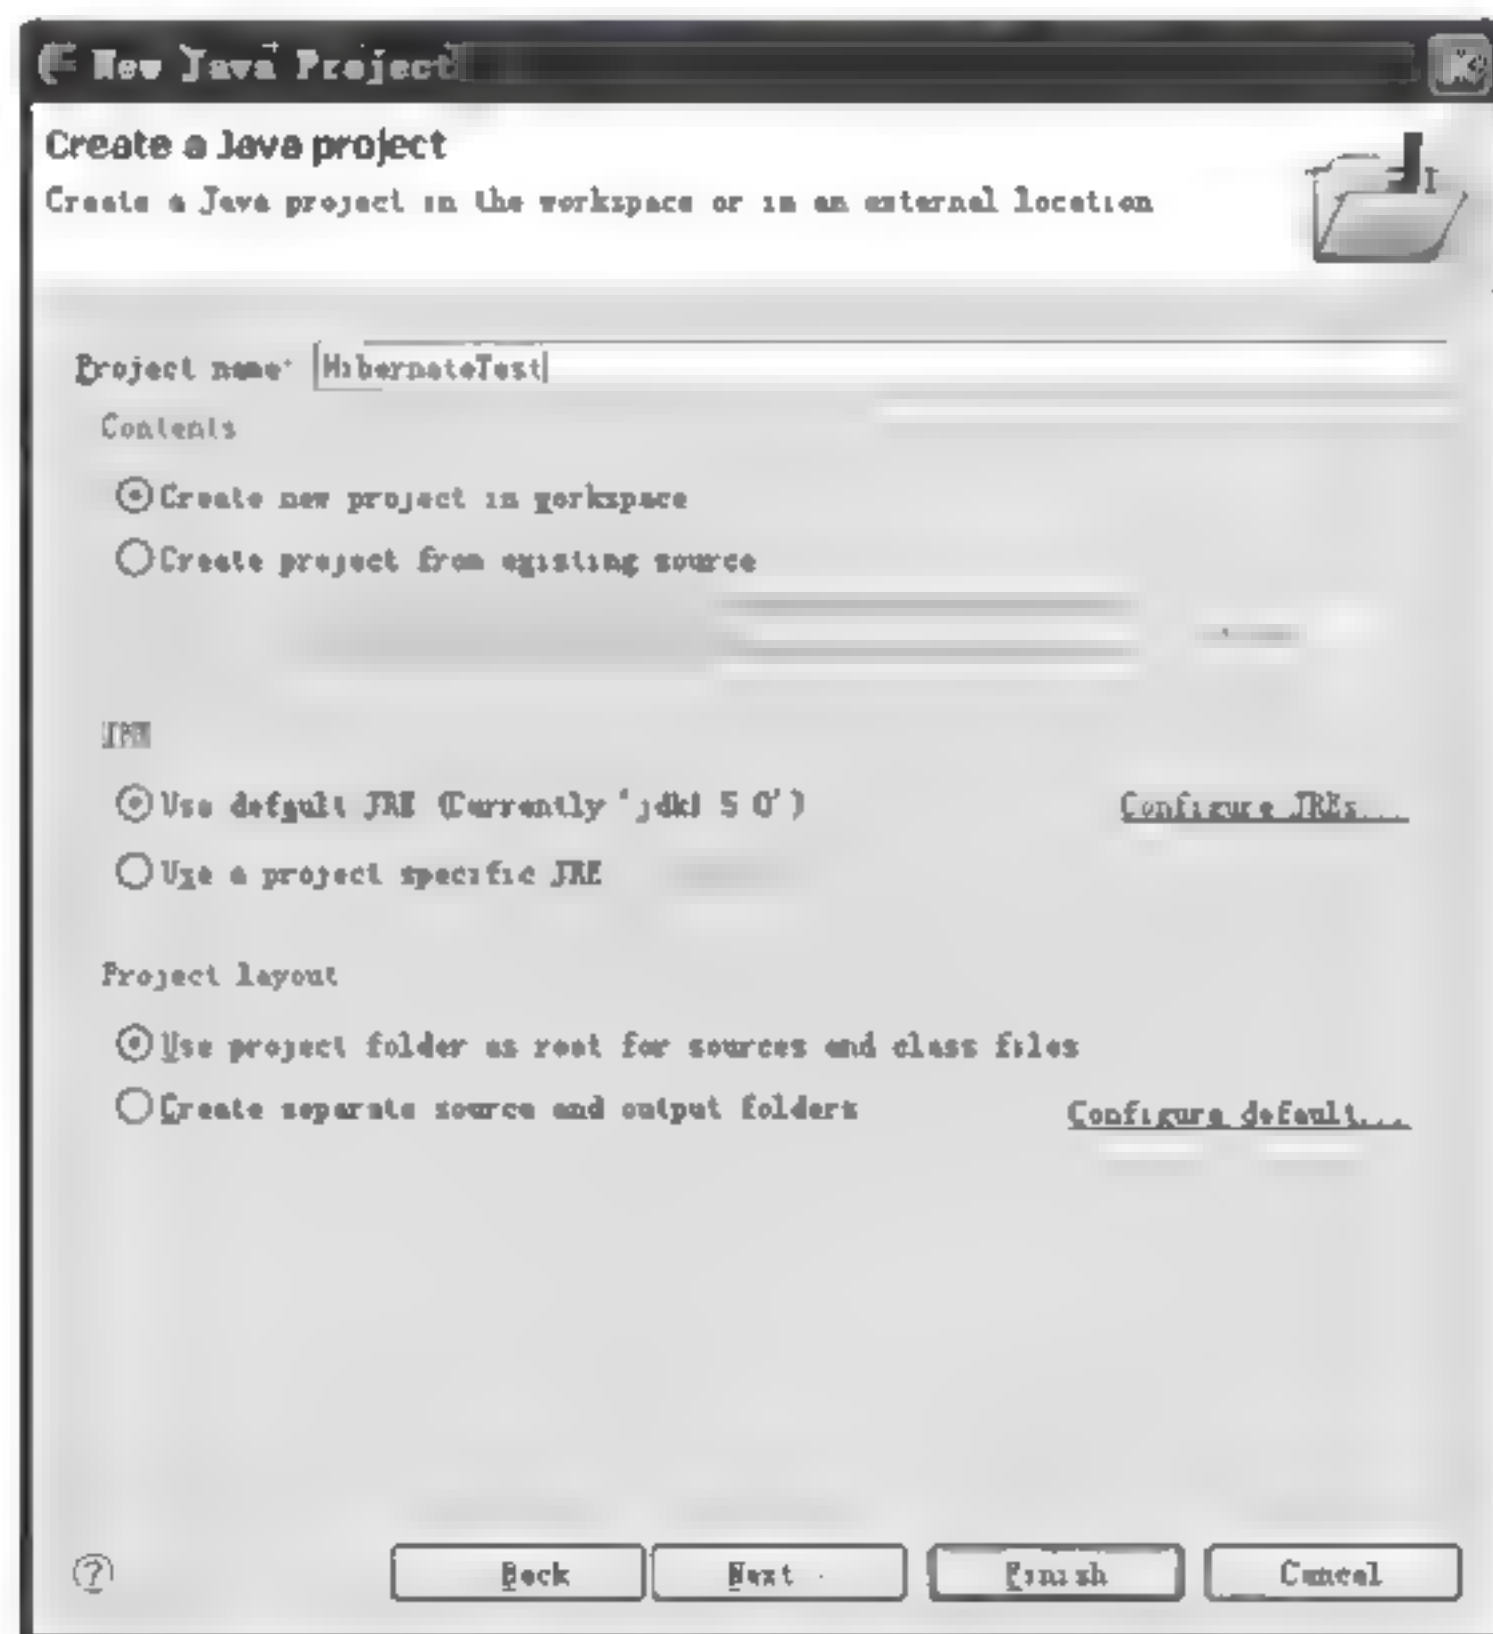 New Java Project
Create a Java project
Create a Java project in the workspace or in an external location
Project name: HibernateTest
Contents
Create new project in workspace
Create project from existing source
JRE
Use default JRE (Currently 'jdk1.5.0') Configure JREs...
Use a project specific JRE
Project layout
Use project folder as root for sources and class files
Create separate source and output folders Configure default...
? Back Next Finish Cancel